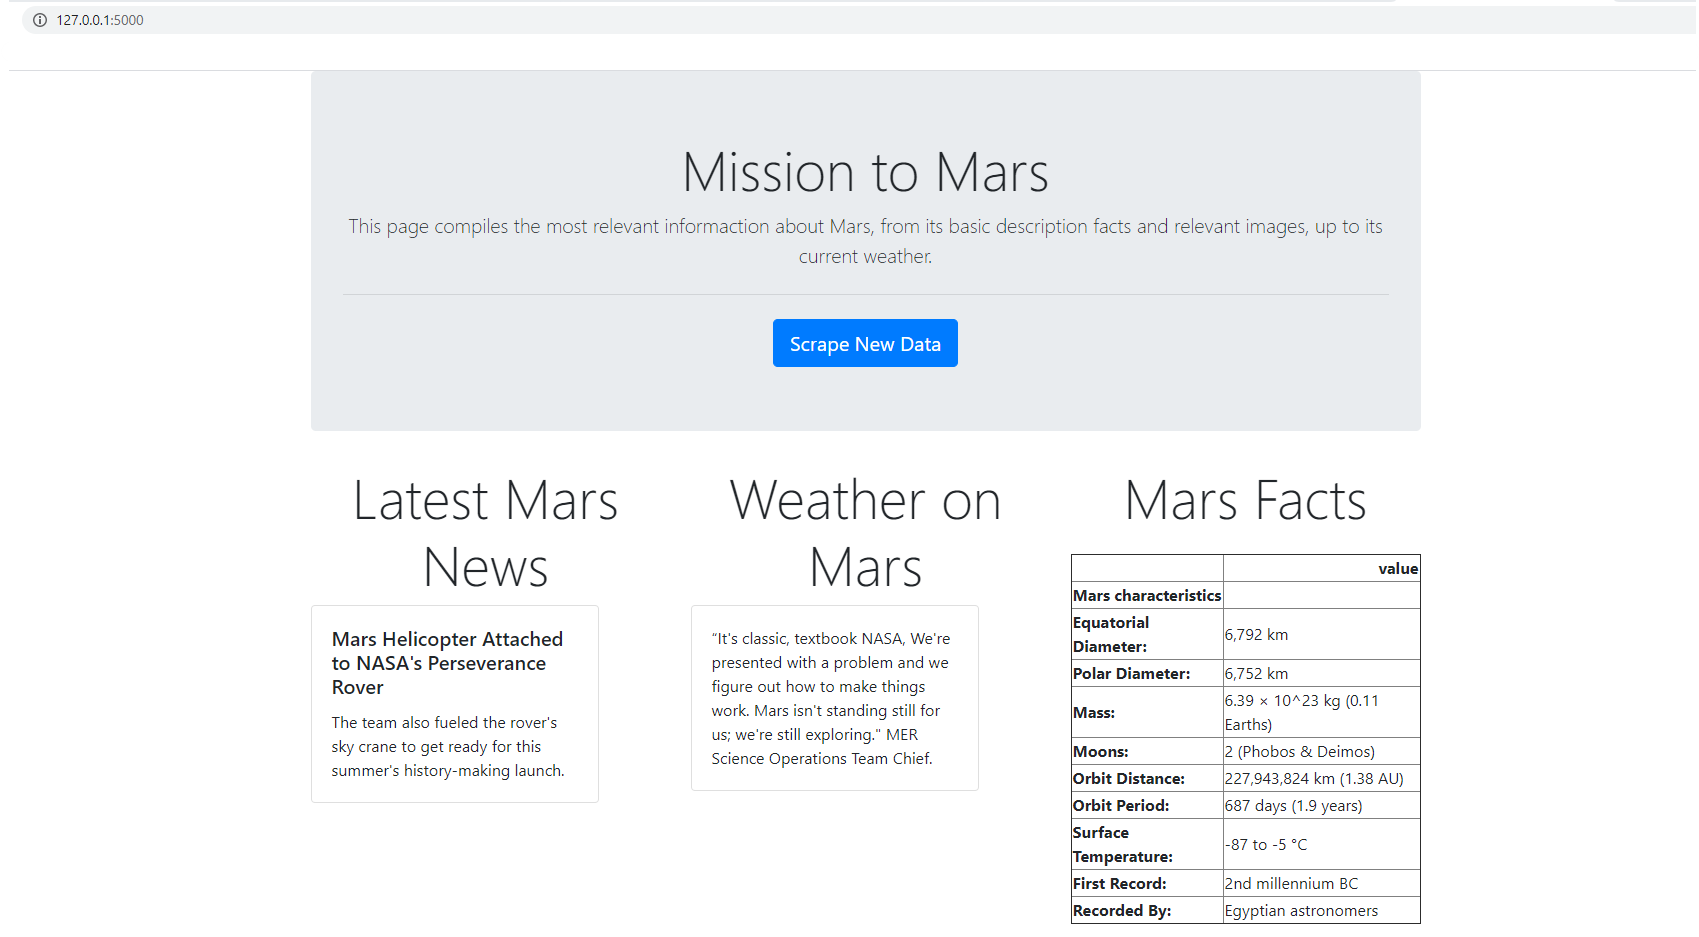 127.0.0.1:5000
Mission to Mars
This page compiles the most relevant informaction about Mars, from its basic description facts and relevant images, up to its
current weather.
Scrape New Data
Latest Mars
News
Mars Helicopter Attached
to NASA's Perseverance
Rover
The team also fueled the rover's
sky crane to get ready for this
summer's history-making launch.
Weather on
Mars
“It's classic, textbook NASA, We're
presented with a problem and we
figure out how to make things
work. Mars isn't standing still for
us; we're still exploring." MER
Science Operations Team Chief.
Mars Facts
value
Mars characteristics
Equatorial
Diameter:
6,792 km
Polar Diameter: 6,752 km
Mass:
6.39 × 10^23 kg (0.11
Earths)
Moons: 2 (Phobos & Deimos)
Orbit Distance: 227,943,824 km (1.38 AU)
Orbit Period: 687 days (1.9 years)
Surface
Temperature:
-87 to -5 °C
First Record: 2nd millennium BC
Recorded By: Egyptian astronomers